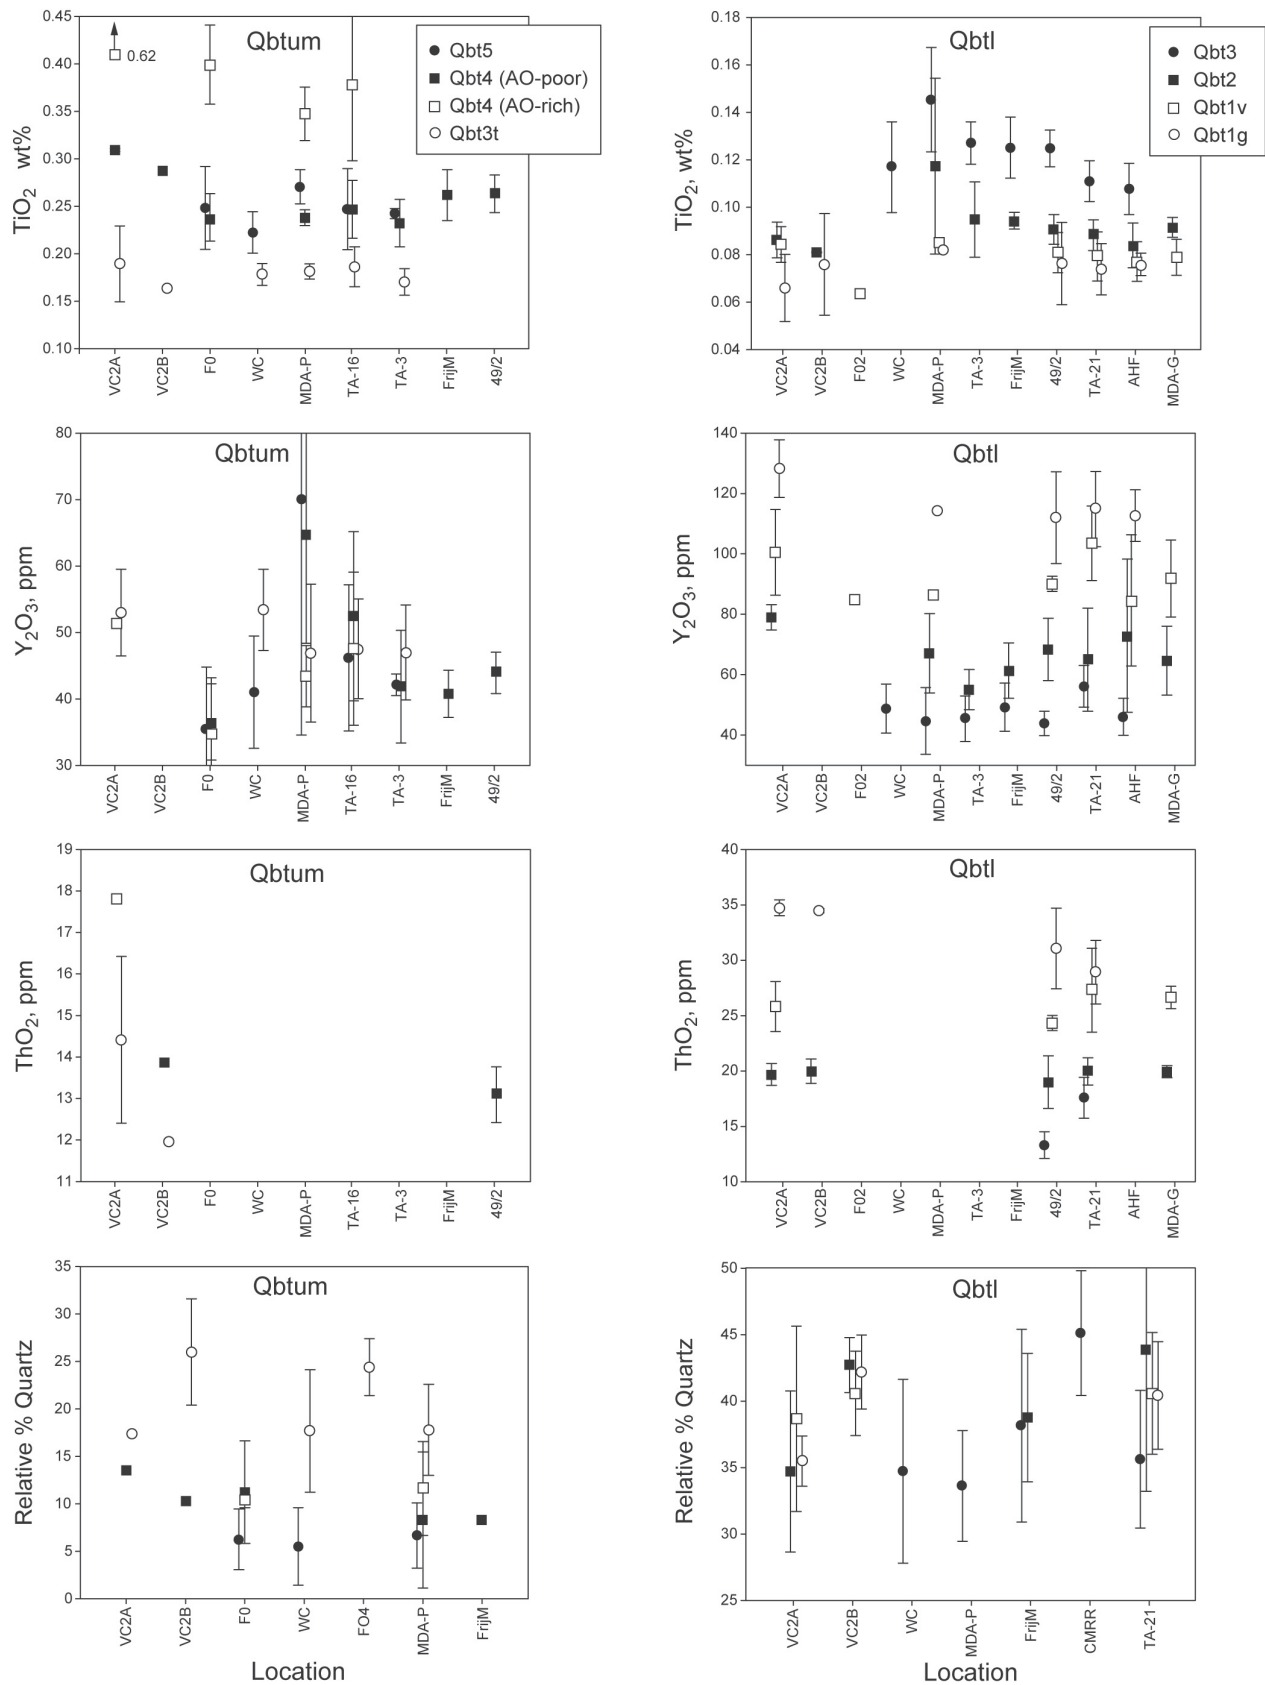 Qbtum
TiO2 wt%
0.45
0.40
0.35
0.30
0.25
0.20
0.15
0.10
0.62
Qbt5
Qbt4 (AO-poor)
Qbt4 (AO-rich)
Qbt3t
VC2A
VC2B
F0
WC
MDA-P
TA-16
TA-3
FrijM
49/2
Qbtl
TiO2, wt%
0.18
0.16
0.14
0.12
0.10
0.08
0.06
0.04
Qbt3
Qbt2
Qbt1v
Qbt1g
VC2A
VC2B
F02
WC
MDA-P
TA-3
FrijM
49/2
TA-21
AHF
MDA-G
Qbtum
Y2O3, ppm
80
70
60
50
40
30
VC2A
VC2B
F0
WC
MDA-P
TA-16
TA-3
FrijM
49/2
Qbtl
Y2O3, ppm
140
120
100
80
60
40
VC2A
VC2B
F02
WC
MDA-P
TA-3
FrijM
49/2
TA-21
AHF
MDA-G
Qbtum
ThO2, ppm
19
18
17
16
15
14
13
12
11
VC2A
VC2B
F0
WC
MDA-P
TA-16
TA-3
FrijM
49/2
Qbtl
ThO2, ppm
40
35
30
25
20
15
10
VC2A
VC2B
F02
WC
MDA-P
TA-3
FrijM
49/2
TA-21
AHF
MDA-G
Qbtum
Relative % Quartz
35
30
25
20
15
10
5
0
VC2A
VC2B
F0
WC
FO4
MDA-P
FrijM
Location
Qbtl
Relative % Quartz
50
45
40
35
30
25
VC2A
VC2B
WC
MDA-P
FrijM
CMRR
TA-21
Location